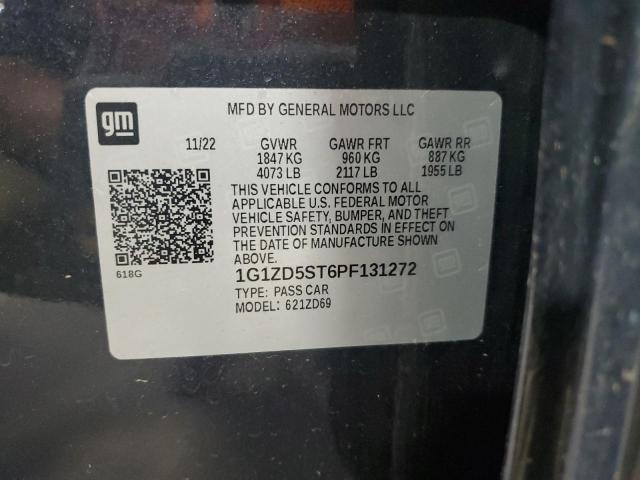 gm
MFD BY GENERAL MOTORS LLC
11/22 GVWR GAWR FRT GAWR RR
1847 KG 960 KG 887 KG
4073 LB 2117 LB 1955 LB
THIS VEHICLE CONFORMS TO ALL
APPLICABLE U.S. FEDERAL MOTOR
VEHICLE SAFETY, BUMPER, AND THEFT
PREVENTION STANDARDS IN EFFECT ON
THE DATE OF MANUFACTURE SHOWN
ABOVE.
618G
1G1ZD5ST6PF131272
TYPE: PASS CAR
MODEL: 621ZD69